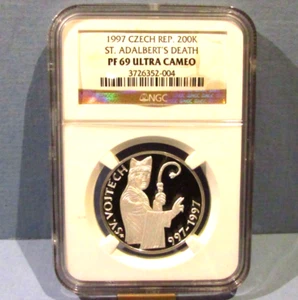 1997 CZECH REP. 200K
ST. ADALBERT'S DEATH
PF 69 ULTRA CAMEO
3726352-004
NGC
SV. VOJTĚCH
997-1997